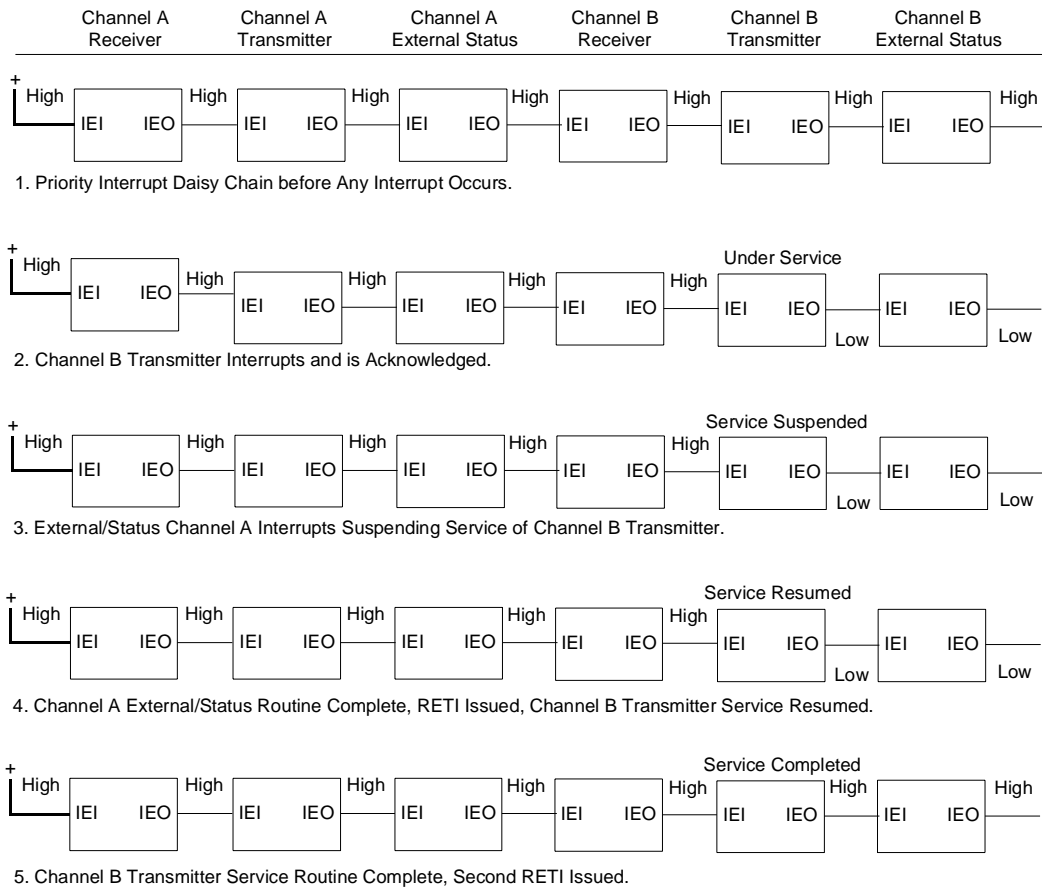 Channel A Receiver
Channel A Transmitter
Channel A External Status
Channel B Receiver
Channel B Transmitter
Channel B External Status
+
High High High High High High High
IEI IEO IEI IEO IEI IEO IEI IEO IEI IEO IEI IEO
1. Priority Interrupt Daisy Chain before Any Interrupt Occurs.
+
Under Service
High High High High High
IEI IEO IEI IEO IEI IEO IEI IEO IEI IEO IEI IEO
Low Low
2. Channel B Transmitter Interrupts and is Acknowledged.
+
Service Suspended
High High High High High
IEI IEO IEI IEO IEI IEO IEI IEO IEI IEO IEI IEO
Low Low
3. External/Status Channel A Interrupts Suspending Service of Channel B Transmitter.
+
Service Resumed
High High High High High
IEI IEO IEI IEO IEI IEO IEI IEO IEI IEO IEI IEO
Low Low
4. Channel A External/Status Routine Complete, RETI Issued, Channel B Transmitter Service Resumed.
+
Service Completed
High High High High High High High
IEI IEO IEI IEO IEI IEO IEI IEO IEI IEO IEI IEO
5. Channel B Transmitter Service Routine Complete, Second RETI Issued.